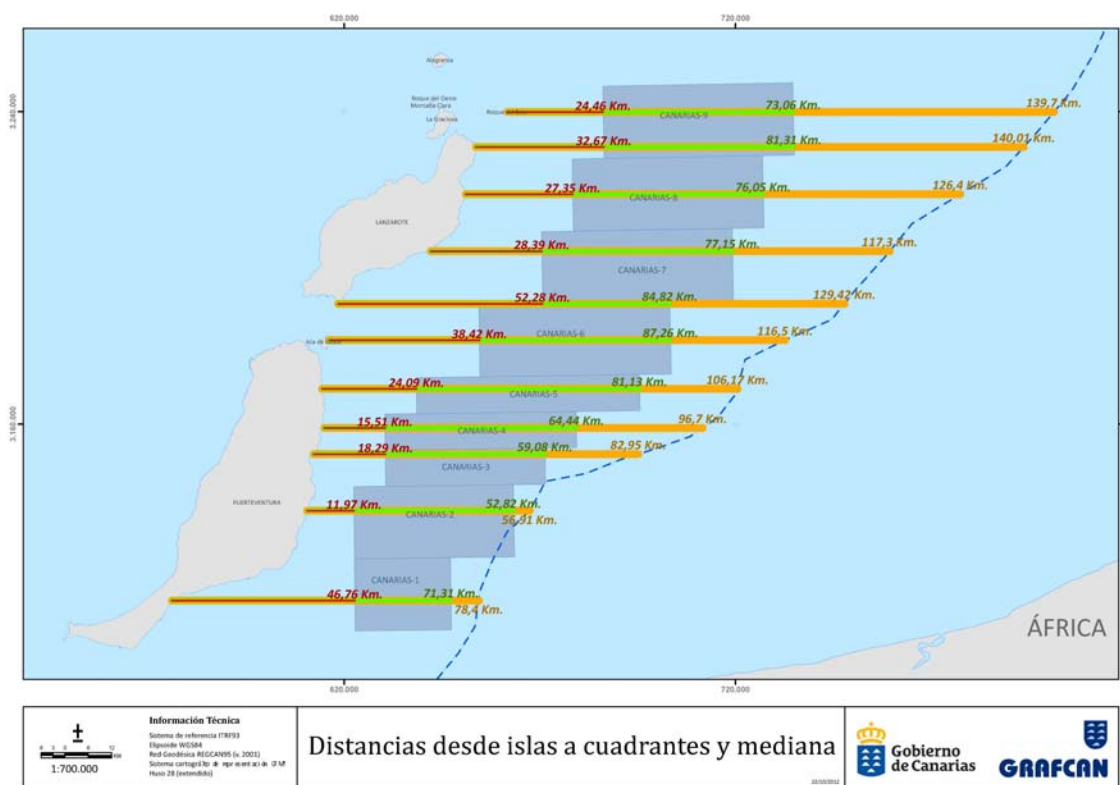 620.000
720.000
3.240.000
3.160.000
Alegranza
Roque del Oeste
Montaña Clara
La Graciosa
24,46 Km.
73,06 Km.
139,7 Km.
CANARIAS-9
32,67 Km.
81,31 Km.
140,01 Km.
27,35 Km.
76,05 Km.
126,4 Km.
CANARIAS-8
LANZAROTE
28,39 Km.
77,15 Km.
117,3 Km.
CANARIAS-7
52,28 Km.
84,82 Km.
129,42 Km.
38,42 Km.
87,26 Km.
116,5 Km.
CANARIAS-6
24,09 Km.
81,13 Km.
106,17 Km.
CANARIAS-5
15,51 Km.
64,44 Km.
96,7 Km.
CANARIAS-4
18,29 Km.
59,08 Km.
82,95 Km.
CANARIAS-3
FUERTEVENTURA
11,97 Km.
52,82 Km.
56,91 Km.
CANARIAS-2
CANARIAS-1
46,76 Km.
71,31 Km.
78,4 Km.
ÁFRICA
620.000
720.000
1:700.000
Información Técnica
Sistema de referencia ITRF93
Elipsoide WGS84
Red Geodésica REGCAN95 (v. 2001)
Sistema cartográfico de representación UTM
Huso 28 (extendido)
Distancias desde islas a cuadrantes y mediana
Gobierno
de Canarias
GRAFCAN